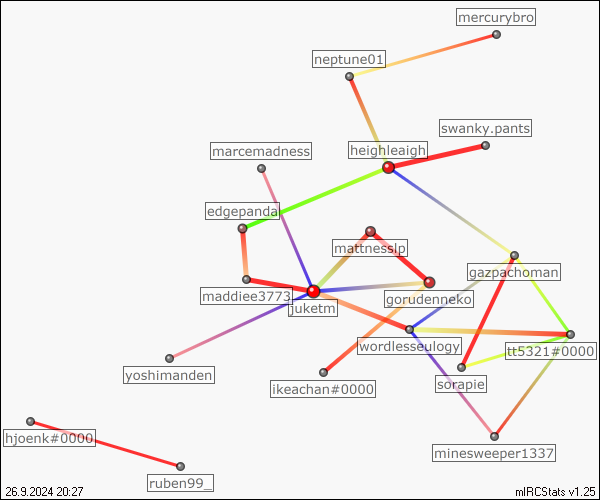 mercurybro
neptune01
swanky.pants
marcemadness
heighleaigh
edgepanda
mattnesslp
gazpachoman
maddiee3773
gorudenneko
juketm
wordlesseulogy
tt5321#0000
yoshimanden
ikeachan#0000
sorapie
hjoenk#0000
minesweeper1337
ruben99_
26.9.2024 20:27
mIRCStats v1.25